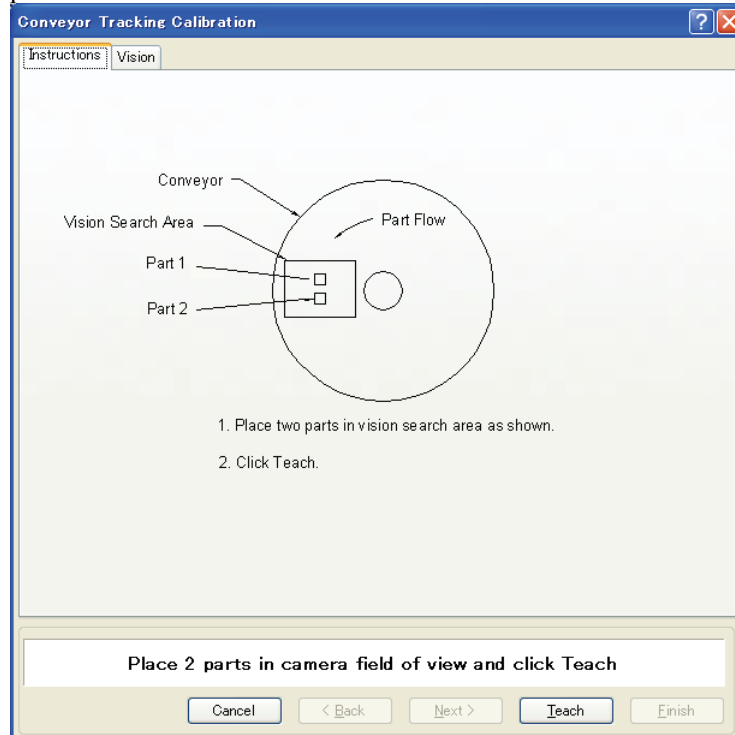 Conveyor Tracking Calibration
Instructions Vision
Conveyor
Part Flow
Vision Search Area
Part 1
Part 2
1. Place two parts in vision search area as shown.
2. Click Teach.
Place 2 parts in camera field of view and click Teach
Cancel < Back Next > Teach Finish